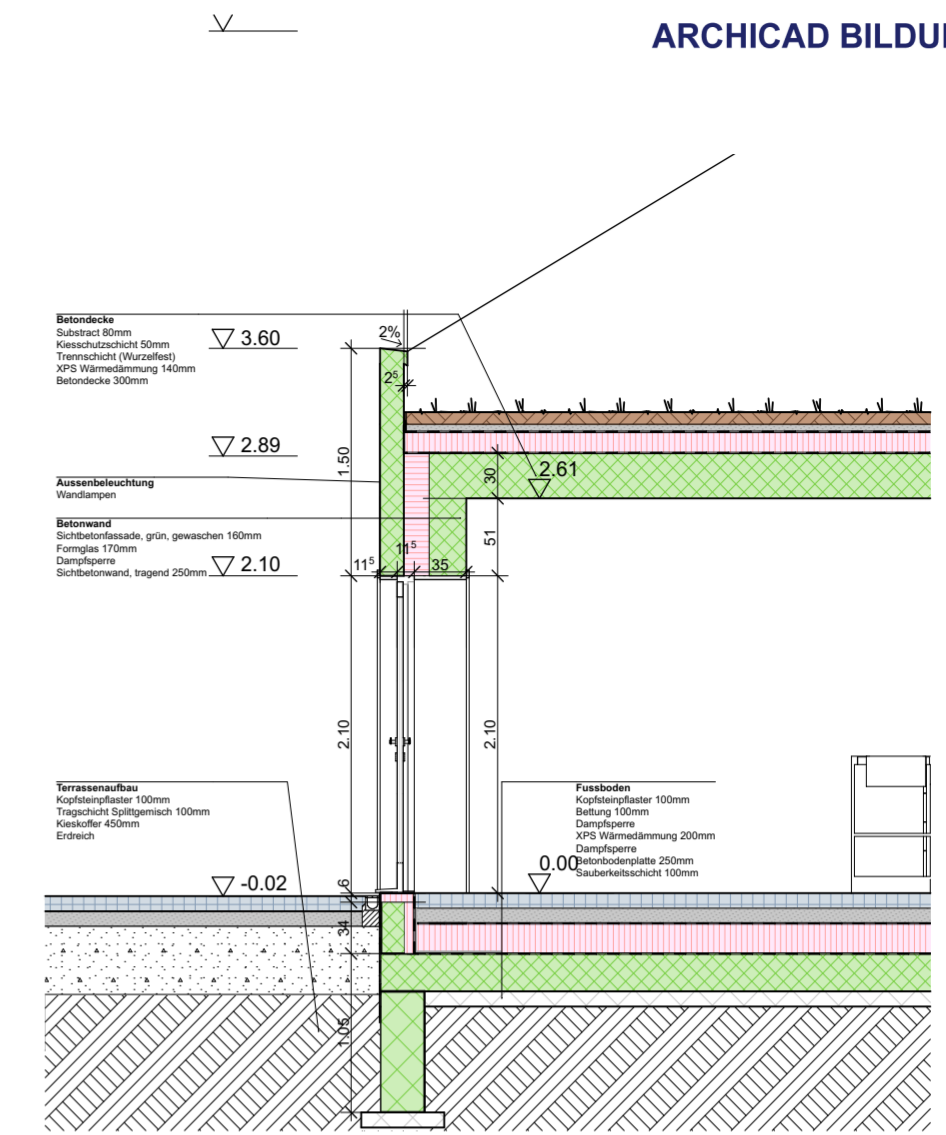 ARCHICAD BILDU
Betondecke
Substract 80mm
Kiesschutzschicht 50mm
Trennschicht (Wurzelfest)
XPS Wärmedämmung 140mm
Betondecke 300mm
3.60
2%
2⁵
2.89
1.50
30
2.61
Aussenbeleuchtung
Wandlampen
Betonwand
Sichtbetonfassade, grün, gewaschen 160mm
Formglas 170mm
Dampfsperre
Sichtbetonwand, tragend 250mm
2.10
51
11⁵
11⁵
35
2.10
2.10
Terrassenaufbau
Kopfsteinpflaster 100mm
Tragschicht Splittgemisch 100mm
Kieskoffer 450mm
Erdreich
Fussboden
Kopfsteinpflaster 100mm
Bettung 100mm
Dampfsperre
XPS Wärmedämmung 200mm
Dampfsperre
Betonbodenplatte 250mm
Sauberkeitsschicht 100mm
-0.02
6
0.00
34
1.05